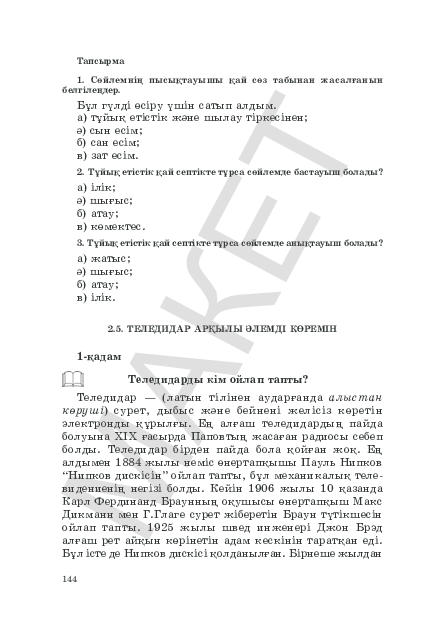 Тапсырма
1. Сөйлемнің пысықтауышы қай сөз табынан жасалғанын
белгілеңдер.
Бұл гүлді өсіру үшін сатып алдым.
а) тұйық етістік және шылау тіркесінен;
ә) сын есім;
б) сан есім;
в) зат есім.
2. Тұйық етістік қай септікте тұрса сөйлемде бастауыш болады?
а) ілік;
ә) шығыс;
б) атау;
в) көмектес.
3. Тұйық етістік қай септікте тұрса сөйлемде анықтауыш болады?
а) жатыс;
ә) шығыс;
б) атау;
в) ілік.
2.5. ТЕЛЕДИДАР АРҚЫЛЫ ӘЛЕМДІ КӨРЕМІН
1-қадам
Теледидарды кім ойлап тапты?
Теледидар — (латын тілінен аударғанда алыстан
көруші) сурет, дыбыс және бейнені желісіз көретін
электронды құрылғы. Ең алғаш теледидардың пайда
болуына XIX ғасырда Паповтың жасаған радиосы себеп
болды. Теледидар бірден пайда бола қойған жоқ. Ең
алдымен 1884 жылы неміс өнертапқышы Пауль Нипков
“Нипков дискісін” ойлап тапты, бұл механикалық теле-
видениенің негізі болды. Кейін 1906 жылы 10 қазанда
Карл Фердинанд Браунның оқушысы өнертапқыш Макс
Дикманн мен Г.Глаге сурет жіберетін Браун түтікшесін
ойлап тапты. 1925 жылы швед инженері Джон Брэд
алғаш рет айқын көрінетін адам кескінін таратқан еді.
Бұл істе де Нипков дискісі қолданылған. Бірнеше жылдан
144
МАКЕТ